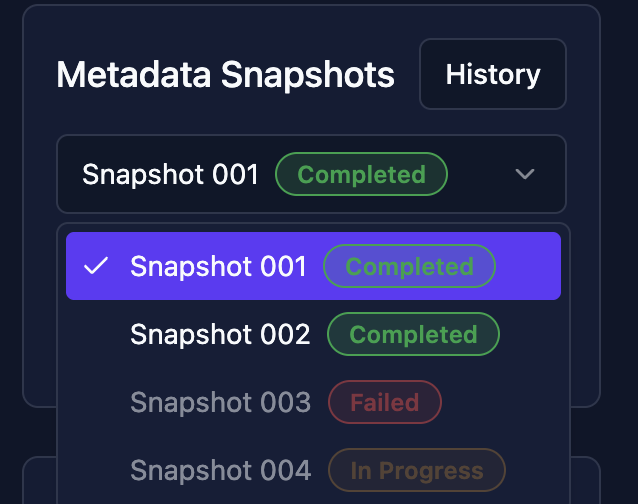 Metadata Snapshots History
Snapshot 001 Completed
Snapshot 001 Completed
Snapshot 002 Completed
Snapshot 003 Failed
Snapshot 004 In Progress